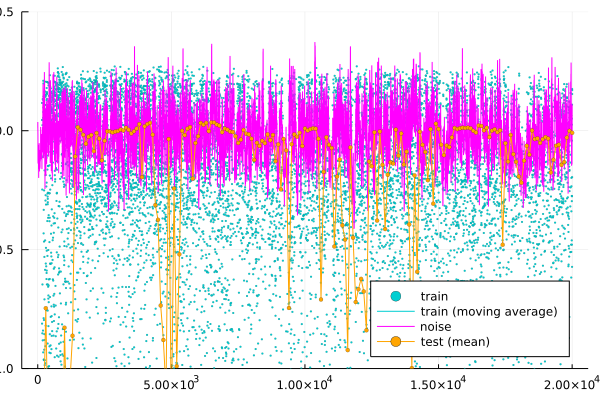 0.5
0.0
0.5
1.0
0
5.00×10³
1.00×10⁴
1.50×10⁴
2.00×10⁴
train
train (moving average)
noise
test (mean)